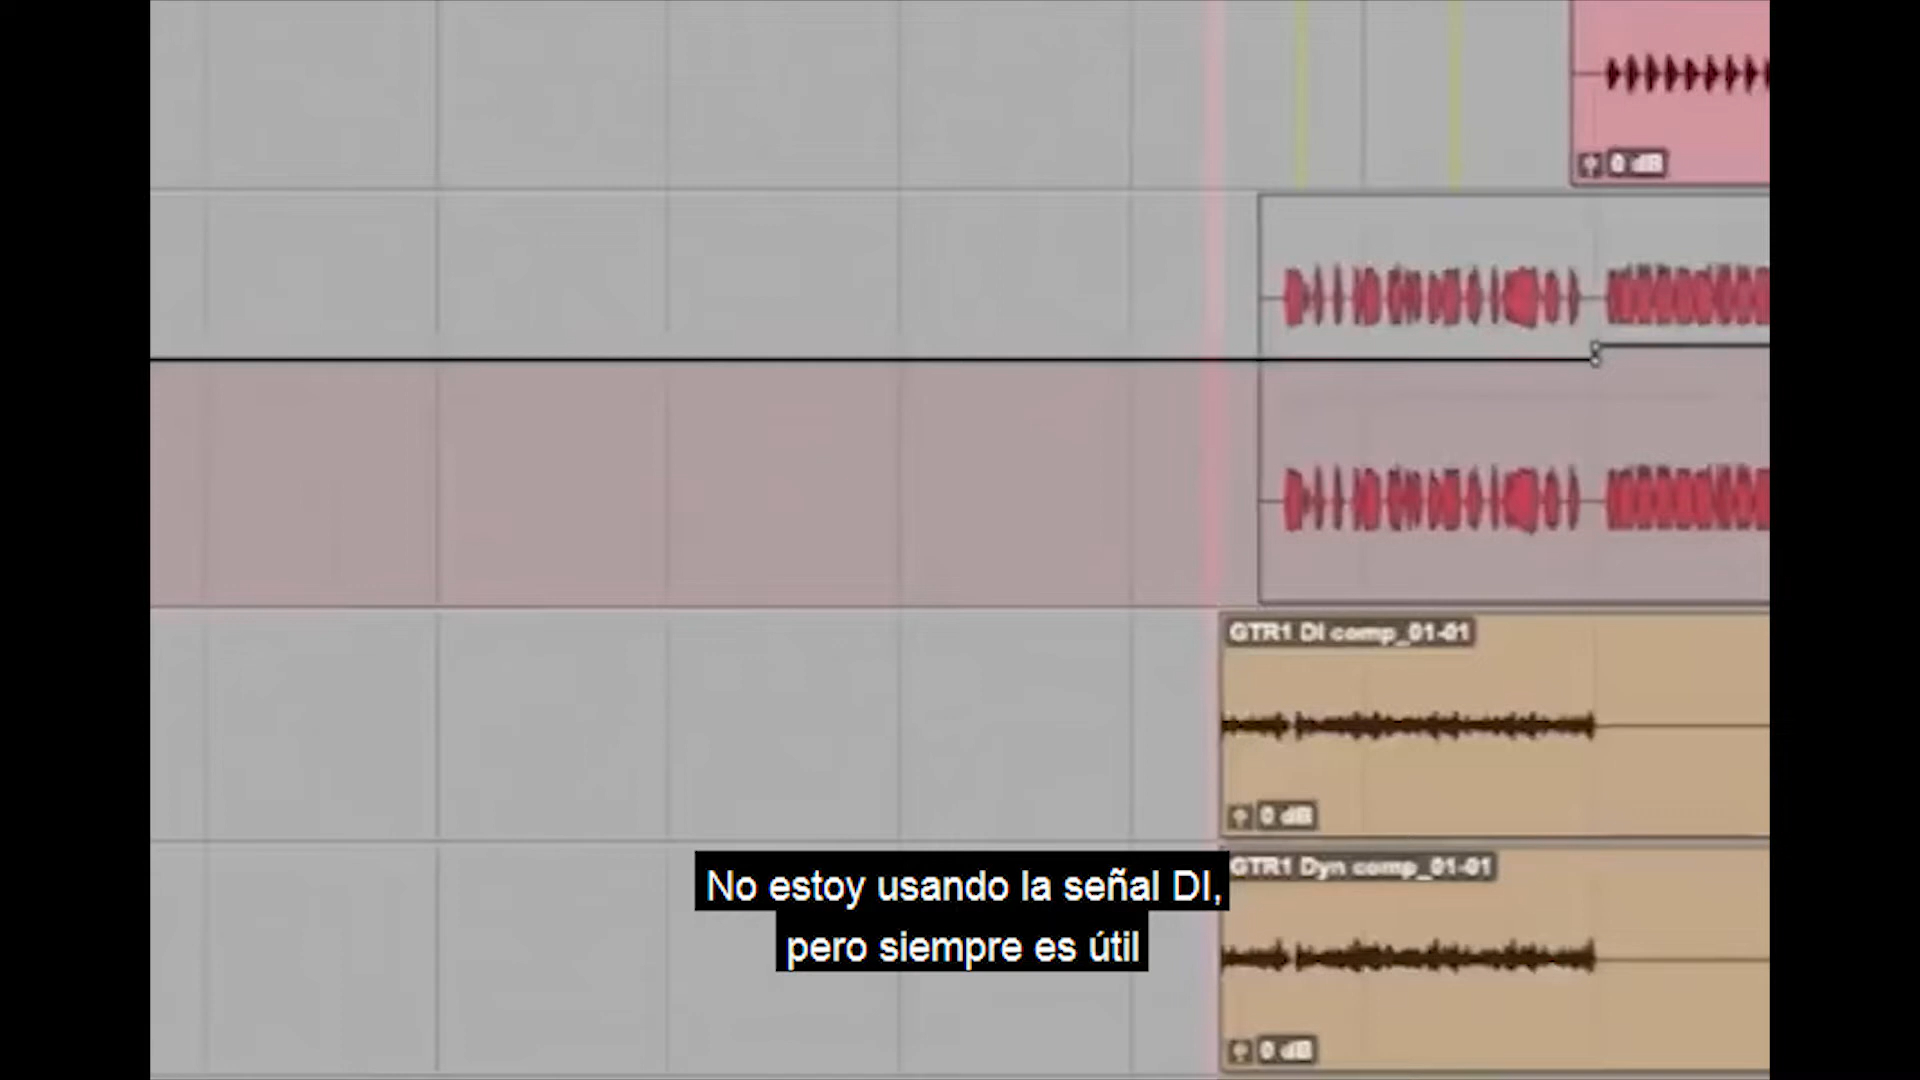 0 dB
GTR1 DI comp_01-01
0 dB
GTR1 Dyn comp_01-01
No estoy usando la señal DI,
pero siempre es útil
0 dB